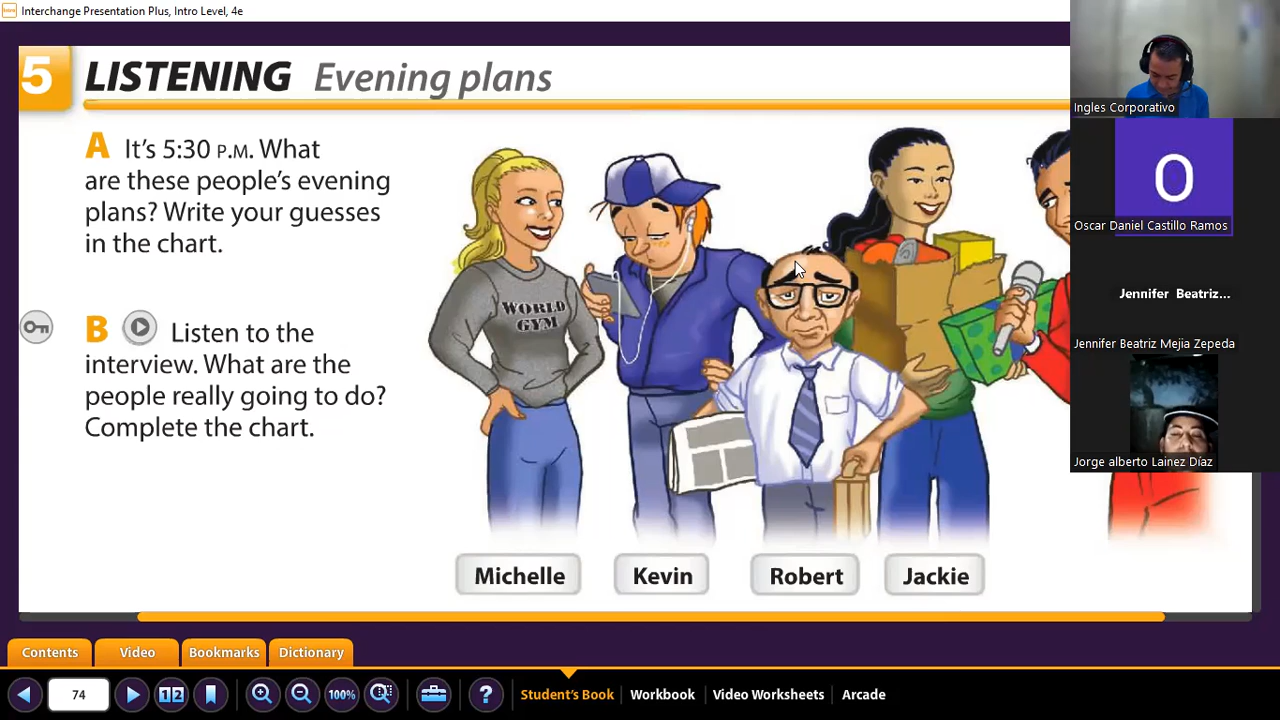 Interchange Presentation Plus, Intro Level, 4e
5 LISTENING Evening plans
A It's 5:30 P.M. What
are these people's evening
plans? Write your guesses
in the chart.
B Listen to the
interview. What are the
people really going to do?
Complete the chart.
WORLD
GYM
Michelle
Kevin
Robert
Jackie
Ingles Corporativo
O
Oscar Daniel Castillo Ramos
Jennifer Beatriz...
Jennifer Beatriz Mejia Zepeda
Jorge alberto Lainez Díaz
Contents
Video
Bookmarks
Dictionary
74
1 2
100%
?
Student's Book
Workbook
Video Worksheets
Arcade